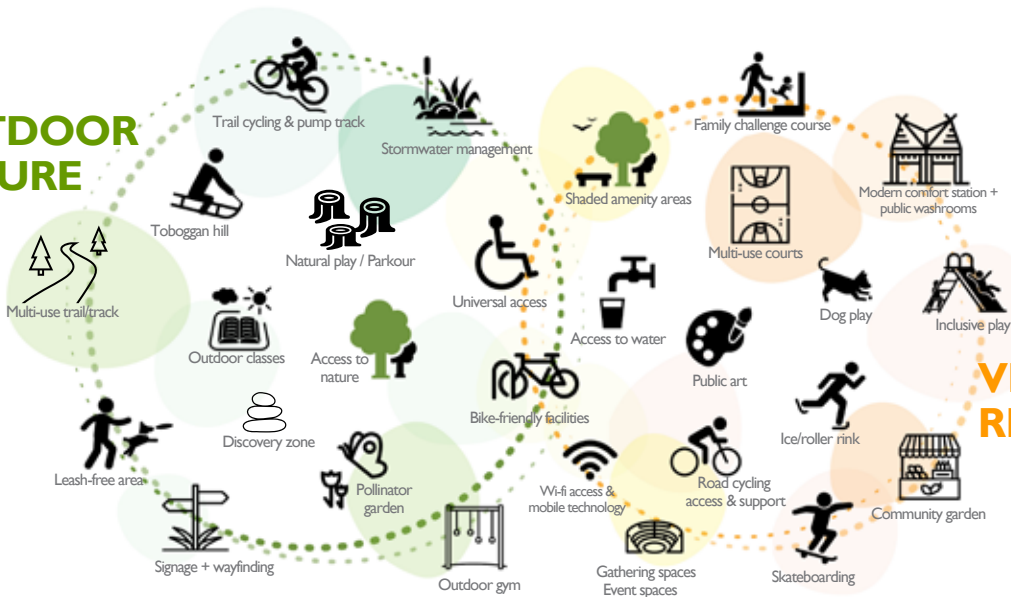 TDOOR
URE
Trail cycling & pump track
Stormwater management
Family challenge course
Toboggan hill
Natural play / Parkour
Shaded amenity areas
Modern comfort station +
public washrooms
Multi-use courts
Multi-use trail/track
Universal access
Access to water
Dog play
Inclusive play
Outdoor classes
Access to
nature
Public art
Bike-friendly facilities
Discovery zone
Ice/roller rink
Leash-free area
Pollinator
garden
Wi-fi access &
mobile technology
Road cycling
access & support
Community garden
Signage + wayfinding
Outdoor gym
Gathering spaces
Event spaces
Skateboarding